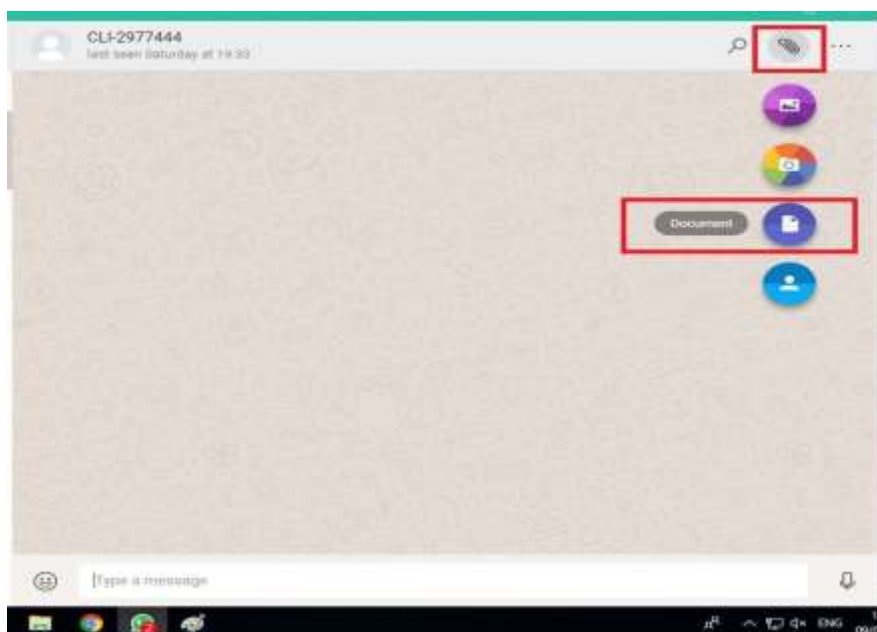 CLI-2977444
last seen Saturday at 19:33
Document
Type a message
ENG